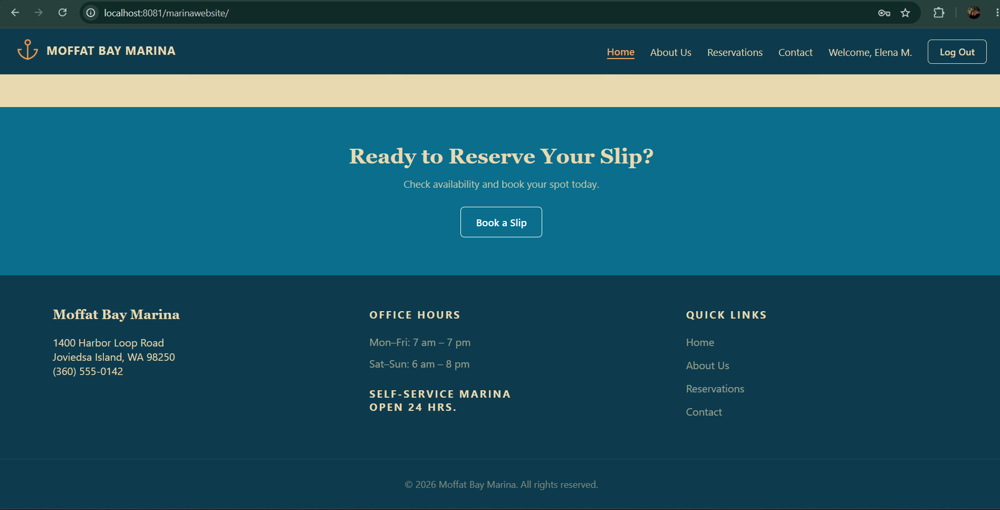 localhost:8081/marinawebsite/
MOFFAT BAY MARINA
Home About Us Reservations Contact Welcome, Elena M. Log Out
Ready to Reserve Your Slip?
Check availability and book your spot today.
Book a Slip
Moffat Bay Marina
1400 Harbor Loop Road
Joviedsa Island, WA 98250
(360) 555-0142
OFFICE HOURS
Mon–Fri: 7 am – 7 pm
Sat–Sun: 6 am – 8 pm
SELF-SERVICE MARINA
OPEN 24 HRS.
QUICK LINKS
Home
About Us
Reservations
Contact
© 2026 Moffat Bay Marina. All rights reserved.